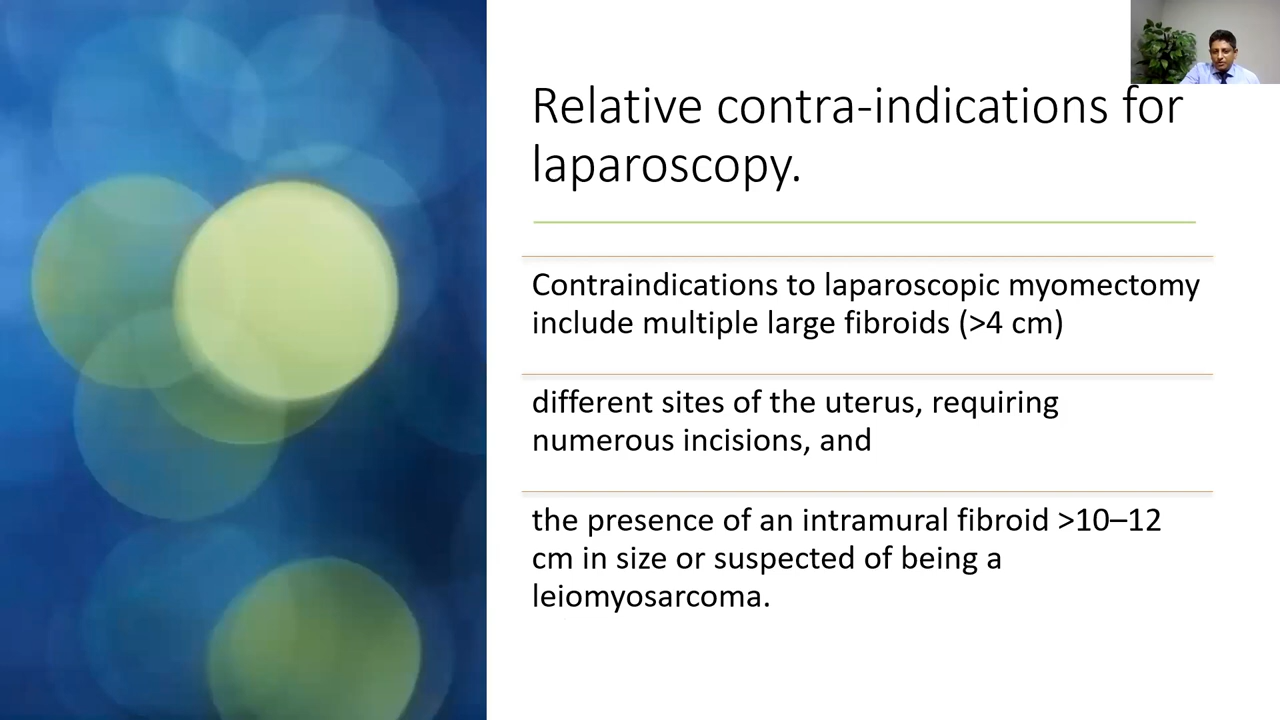 Relative contra-indications for
laparoscopy.
Contraindications to laparoscopic myomectomy
include multiple large fibroids (>4 cm)
different sites of the uterus, requiring
numerous incisions, and
the presence of an intramural fibroid >10–12
cm in size or suspected of being a
leiomyosarcoma.